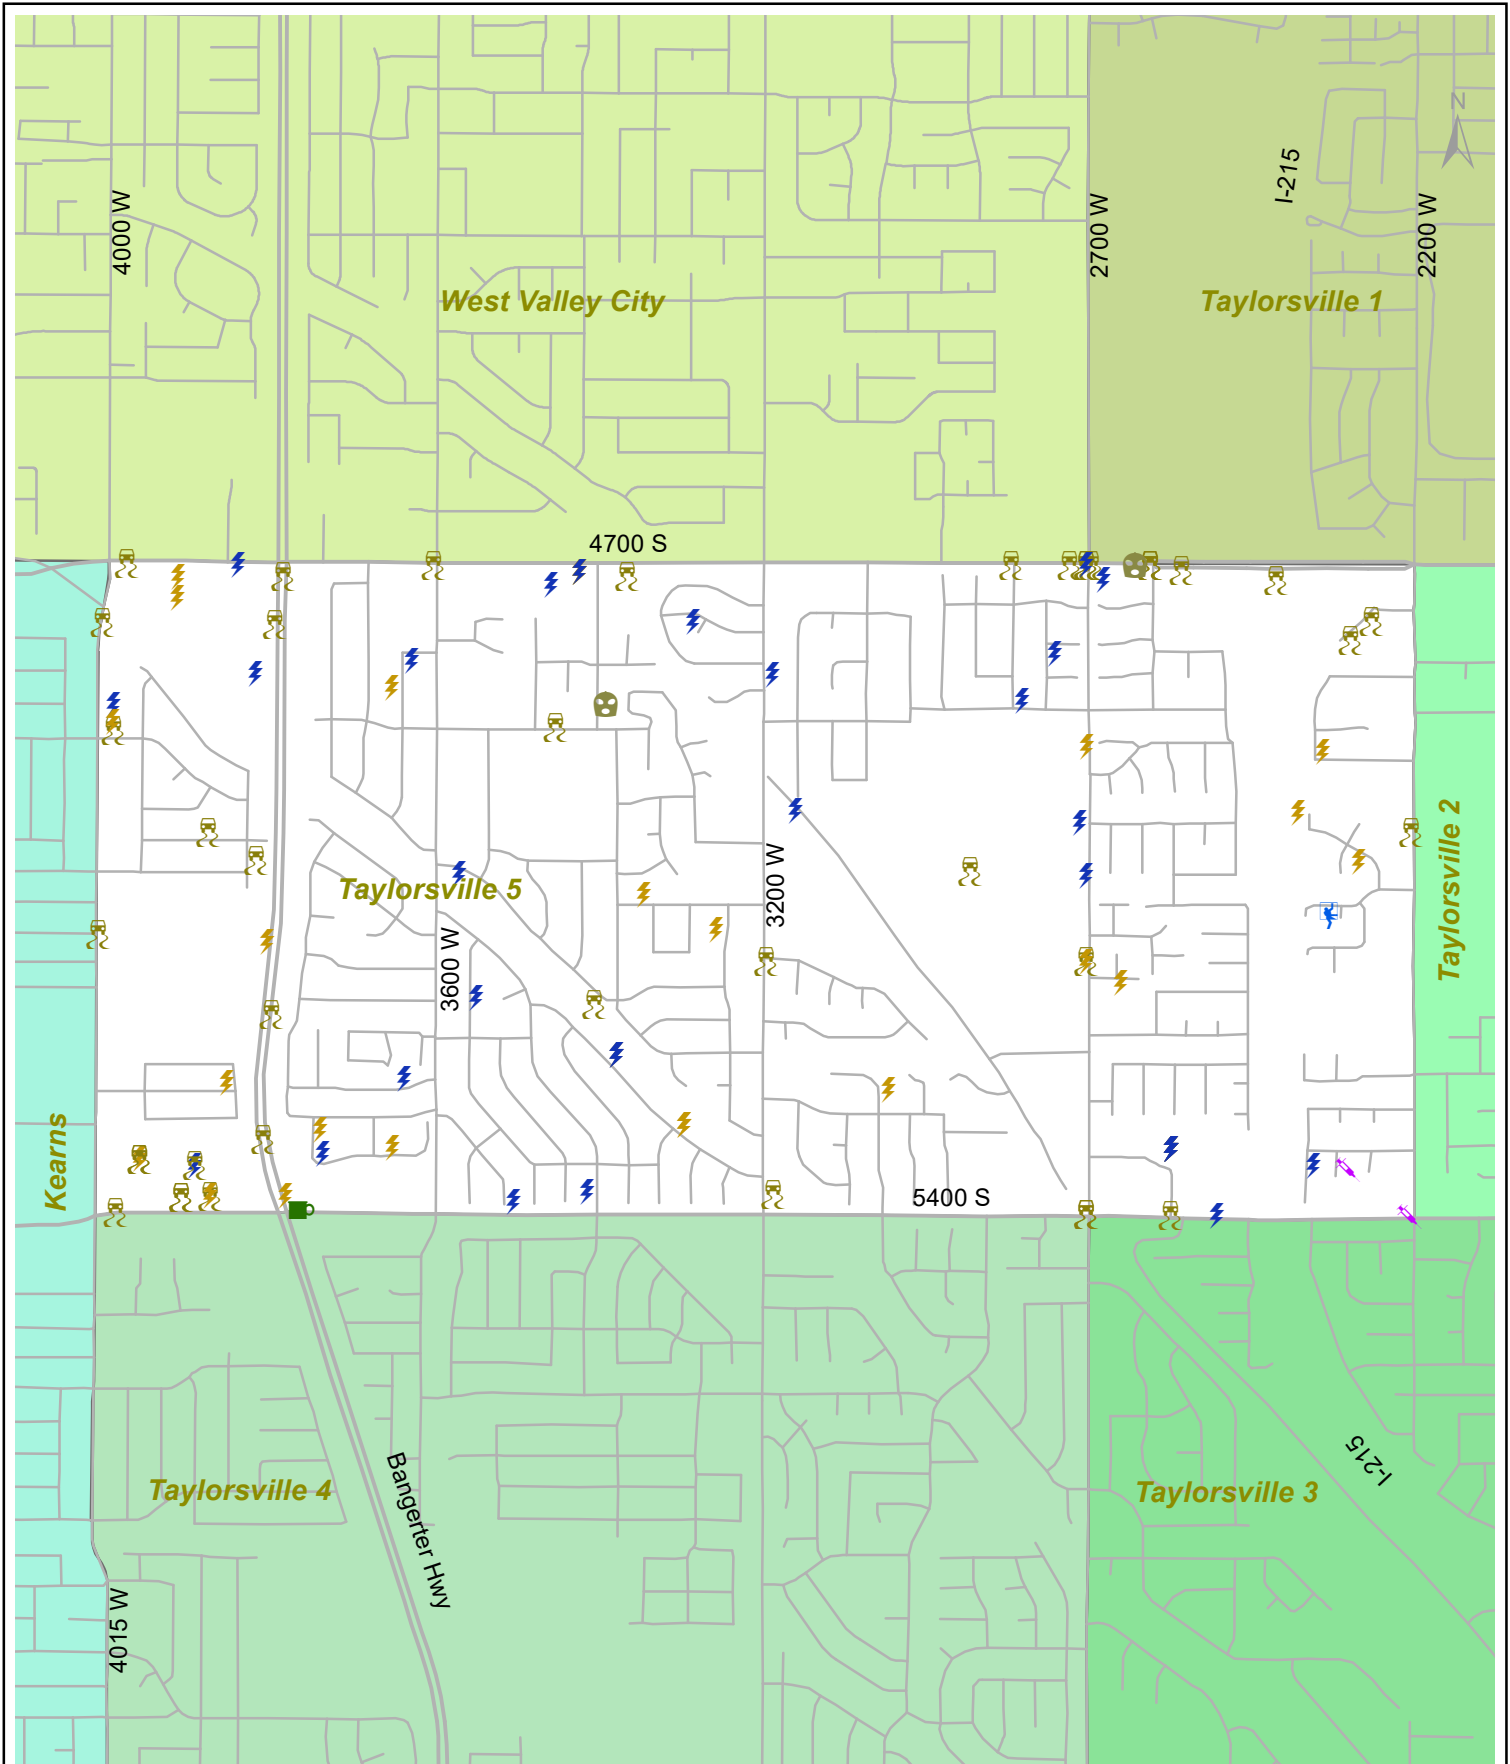 N
I-215
4000 W
2700 W
2200 W
West Valley City
Taylorsville 1
4700 S
Taylorsville 2
3200 W
Taylorsville 5
3600 W
Kearns
5400 S
Taylorsville 4
Bangerter Hwy
Taylorsville 3
I-215
4015 W